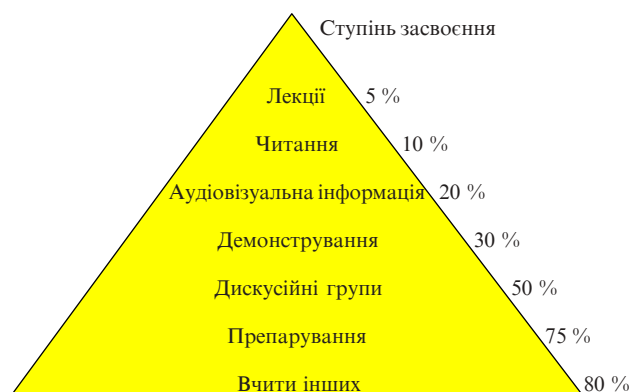 Ступінь засвоєння
Лекції 5 %
Читання 10 %
Аудіовізуальна інформація 20 %
Демонстрування 30 %
Дискусійні групи 50 %
Препарування 75 %
Вчити інших 80 %